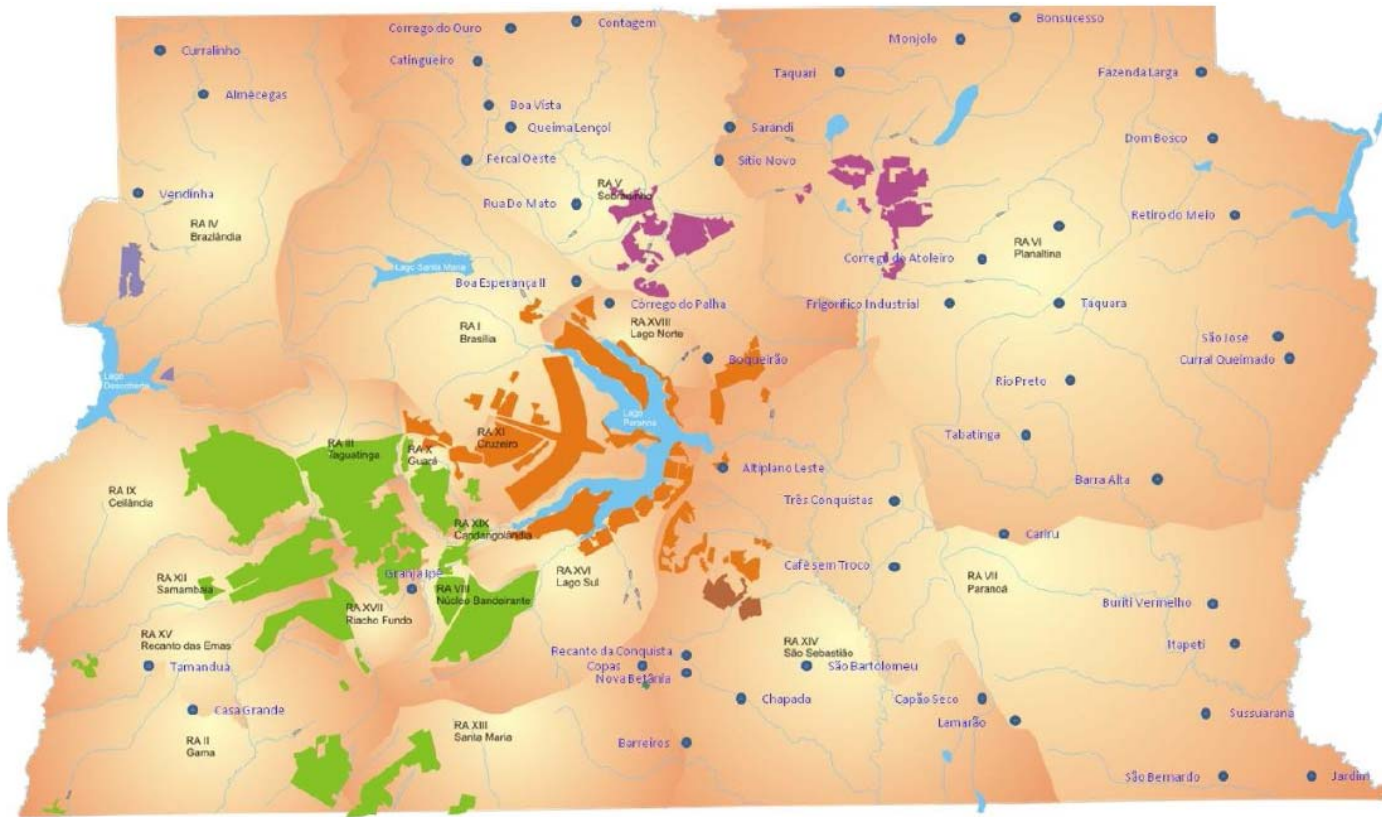 Bonsucesso
Contagem
Corrego do Ouro
Monjolo
Curralinho
Catingueiro
Taquari
Fazenda Larga
Almécegas
Boa Vista
Queima Lençol
Sarandi
Dom Bosco
Fercal Oeste
Sítio Novo
RA V
Sobradinho
Vendinha
Rua Do Mato
Retiro do Meio
RA IV
Brazlândia
RA VI
Planaltina
Corrego do Atoleiro
Lago Santa Maria
Boa Esperança II
Córrego do Palha
Frigorífico Industrial
Taquara
RA XVIII
Lago Norte
RA I
Brasília
São José
Boqueirão
Curral Queimado
Lago
Descoberto
Rio Preto
Lago
Paranoá
RA XI
Cruzeiro
Tabatinga
RA III
Taguatinga
RA X
Guará
Altiplano Leste
Barra Alta
RA IX
Ceilândia
Três Conquistas
RA XIX
Candangolândia
Cariru
RA XVI
Lago Sul
Café sem Troco
RA VII
Paranoá
RA XII
Samambaia
Granja Ipê
RA VIII
Núcleo Bandeirante
Buriti Vermelho
RA XVII
Riacho Fundo
RA XV
Recanto das Emas
RA XIV
São Sebastião
Itapeti
Recanto da Conquista
Tamanduá
Copas
São Bartolomeu
Nova Betânia
Chapada
Capão Seco
Casa Grande
Lamarão
Sussuarana
RA XIII
Santa Maria
RA II
Gama
Barreiros
São Bernardo
Jardim